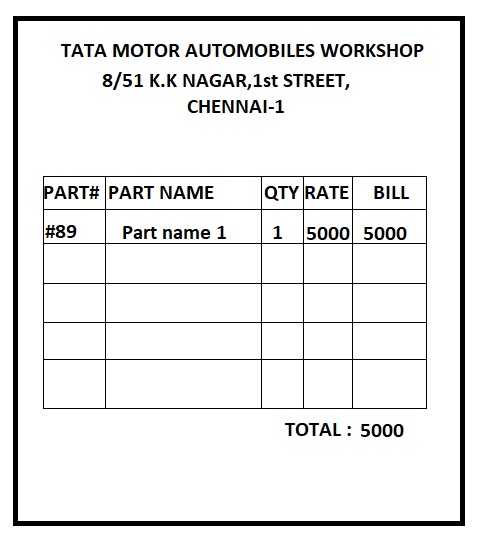 TATA MOTOR AUTOMOBILES WORKSHOP
8/51 K.K NAGAR,1st STREET,
CHENNAI-1
PART# PART NAME QTY RATE BILL
#89 Part name 1 1 5000 5000
TOTAL : 5000